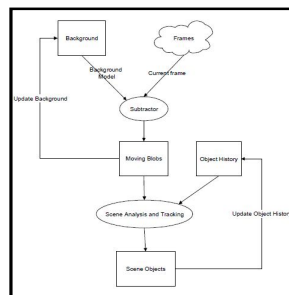 Background
Frames
Background
Model
Current frame
Update Background
Subtractor
Moving Blobs
Object History
Scene Analysis and Tracking
Update Object History
Scene Objects